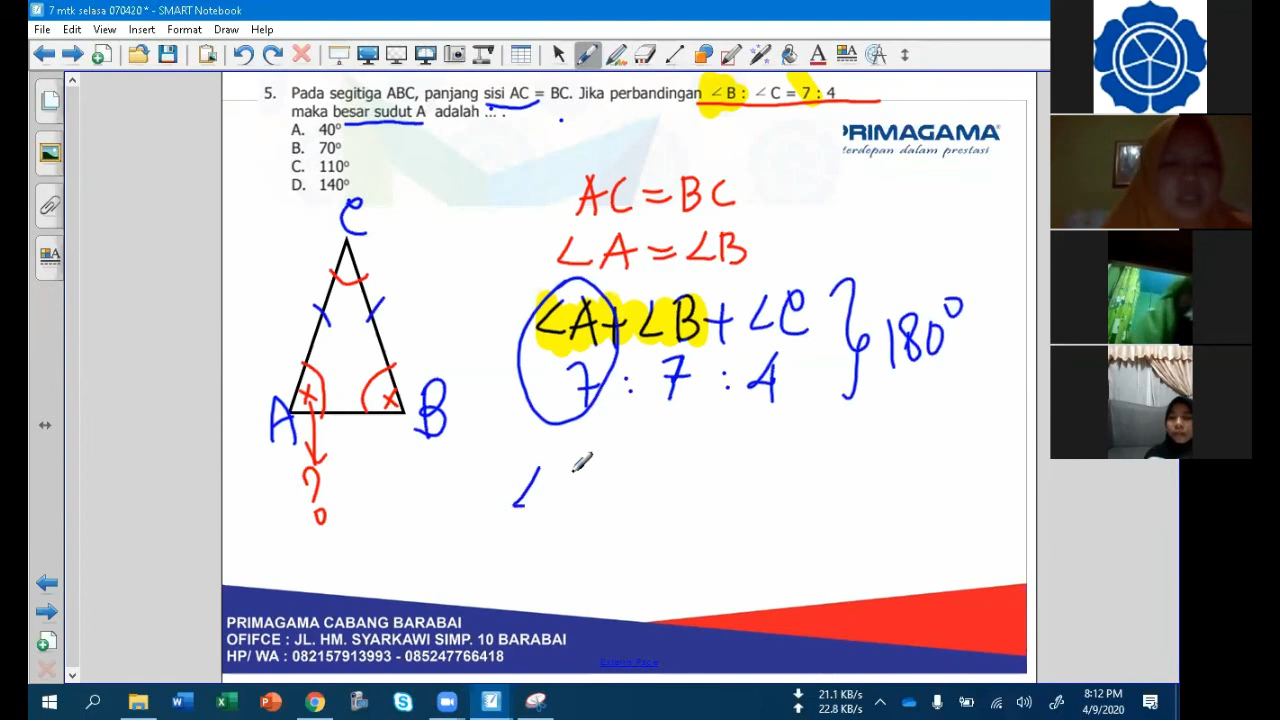 7 mtk selasa 070420 * - SMART Notebook
File Edit View Insert Format Draw Help
5. Pada segitiga ABC, panjang sisi AC = BC. Jika perbandingan ∠B : ∠C = 7 : 4
maka besar sudut A adalah ... .
A. 40°
B. 70°
C. 110°
D. 140°
PRIMAGAMA
terdepan dalam prestasi
AC = BC
∠A = ∠B
∠A + ∠B + ∠C } 180°
7 : 7 : 4
∠
C
A
B
?
PRIMAGAMA CABANG BARABAI
OFIFCE : JL. HM. SYARKAWI SIMP. 10 BARABAI
HP/ WA : 082157913993 - 085247766418
Extend Page
21.1 KB/s
22.8 KB/s
8:12 PM
4/9/2020